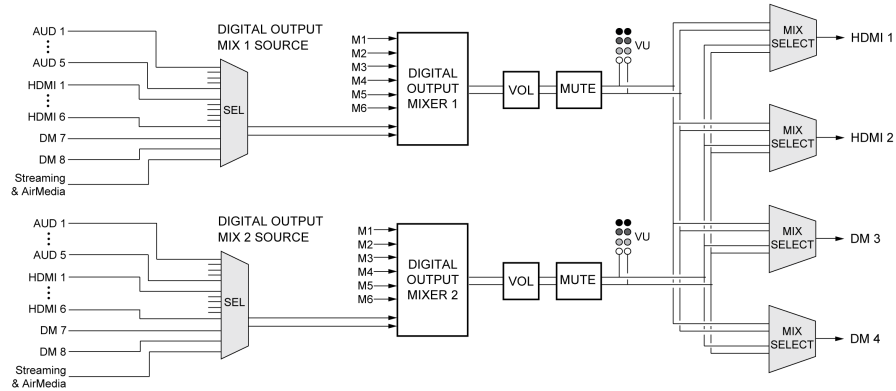 AUD 1
AUD 5
HDMI 1
HDMI 6
DM 7
DM 8
Streaming
& AirMedia
DIGITAL OUTPUT
MIX 1 SOURCE
SEL
M1
M2
M3
M4
M5
M6
DIGITAL
OUTPUT
MIXER 1
VOL
MUTE
VU
MIX
SELECT
HDMI 1
MIX
SELECT
HDMI 2
AUD 1
AUD 5
HDMI 1
HDMI 6
DM 7
DM 8
Streaming
& AirMedia
DIGITAL OUTPUT
MIX 2 SOURCE
SEL
M1
M2
M3
M4
M5
M6
DIGITAL
OUTPUT
MIXER 2
VOL
MUTE
VU
MIX
SELECT
DM 3
MIX
SELECT
DM 4